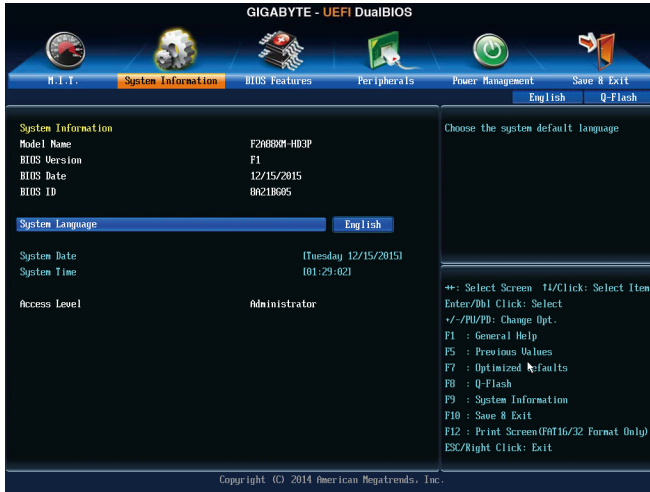 GIGABYTE - UEFI DualBIOS
M.I.T. System Information BIOS Features Peripherals Power Management Save & Exit
English Q-Flash
System Information
Model Name F2A88XM-HD3P
BIOS Version F1
BIOS Date 12/15/2015
BIOS ID 8A21BG05
System Language English
System Date [Tuesday 12/15/2015]
System Time [01:29:02]
Access Level Administrator
Choose the system default language
→←: Select Screen ↑↓/Click: Select Item
Enter/Dbl Click: Select
+/-/PU/PD: Change Opt.
F1 : General Help
F5 : Previous Values
F7 : Optimized Defaults
F8 : Q-Flash
F9 : System Information
F10 : Save & Exit
F12 : Print Screen(FAT16/32 Format Only)
ESC/Right Click: Exit
Copyright (C) 2014 American Megatrends, Inc.